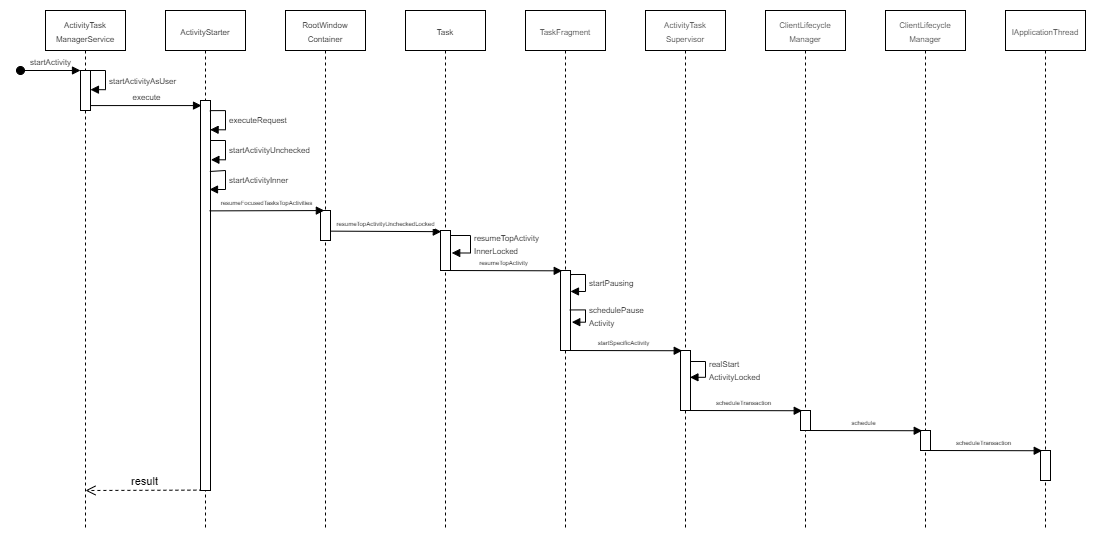 ActivityTask
ManagerService
ActivityStarter
RootWindow
Container
Task
TaskFragment
ActivityTask
Supervisor
ClientLifecycle
Manager
ClientLifecycle
Manager
IApplicationThread
startActivity
startActivityAsUser
execute
executeRequest
startActivityUnchecked
startActivityInner
resumeFocusedTasksTopActivities
resumeTopActivityUncheckedLocked
resumeTopActivity
InnerLocked
resumeTopActivity
startPausing
schedulePause
Activity
startSpecificActivity
realStart
ActivityLocked
scheduleTransaction
schedule
scheduleTransaction
result